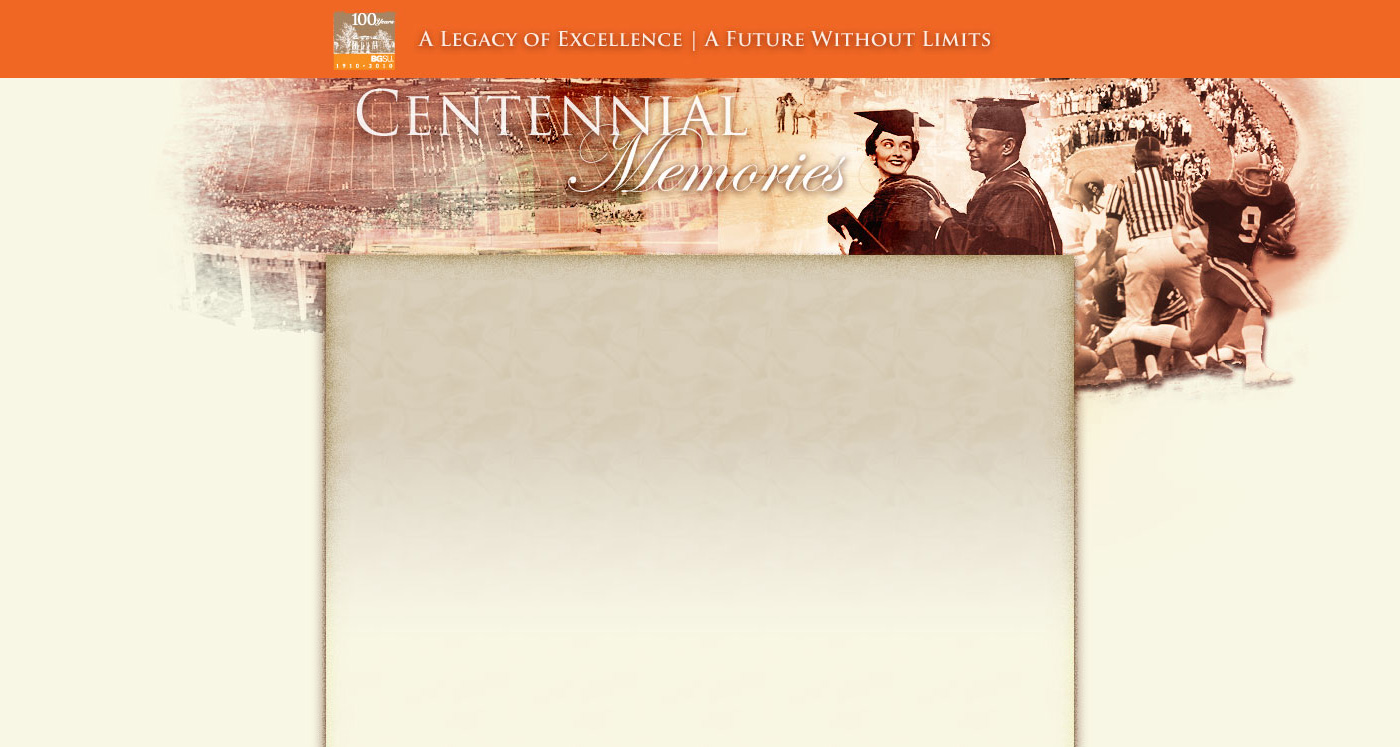 100 Years
BGSU.
1910-2010
A LEGACY OF EXCELLENCE | A FUTURE WITHOUT LIMITS
CENTENNIAL
Memories
9